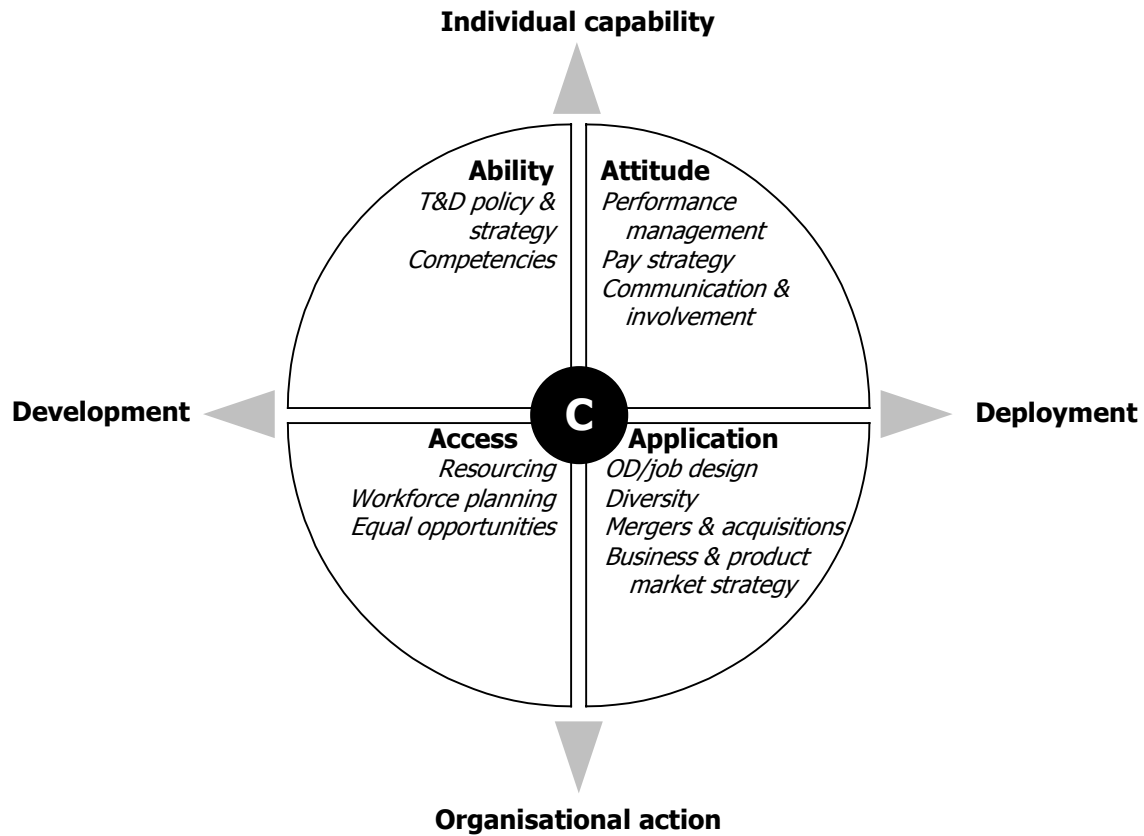 Individual capability
Ability
T&D policy &
strategy
Competencies
Attitude
Performance
management
Pay strategy
Communication &
involvement
Development
C
Deployment
Access
Resourcing
Workforce planning
Equal opportunities
Application
OD/job design
Diversity
Mergers & acquisitions
Business & product
market strategy
Organisational action